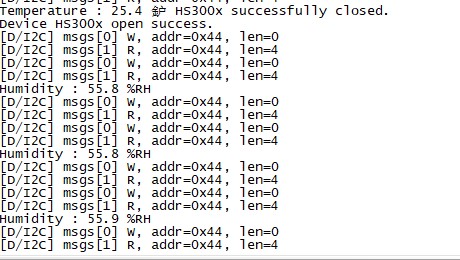 Temperature : 25.4 鈩 HS300x successfully closed.
Device HS300x open success.
[D/I2C] msgs[0] W, addr=0x44, len=0
[D/I2C] msgs[1] R, addr=0x44, len=4
[D/I2C] msgs[0] W, addr=0x44, len=0
[D/I2C] msgs[1] R, addr=0x44, len=4
Humidity : 55.8 %RH
[D/I2C] msgs[0] W, addr=0x44, len=0
[D/I2C] msgs[1] R, addr=0x44, len=4
[D/I2C] msgs[0] W, addr=0x44, len=0
[D/I2C] msgs[1] R, addr=0x44, len=4
Humidity : 55.8 %RH
[D/I2C] msgs[0] W, addr=0x44, len=0
[D/I2C] msgs[1] R, addr=0x44, len=4
[D/I2C] msgs[0] W, addr=0x44, len=0
[D/I2C] msgs[1] R, addr=0x44, len=4
Humidity : 55.9 %RH
[D/I2C] msgs[0] W, addr=0x44, len=0
[D/I2C] msgs[1] R, addr=0x44, len=4